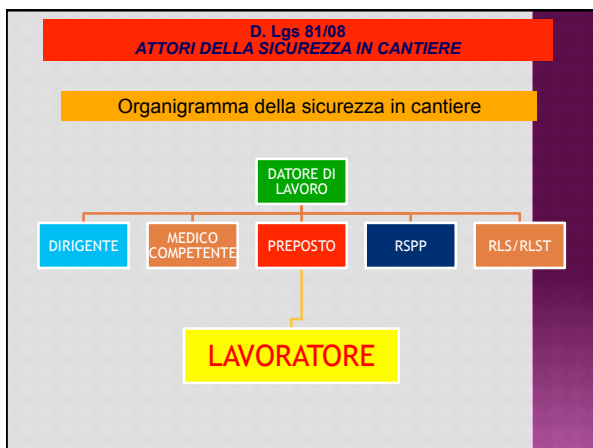 D. Lgs 81/08
ATTORI DELLA SICUREZZA IN CANTIERE
Organigramma della sicurezza in cantiere
DATORE DI
LAVORO
DIRIGENTE
MEDICO
COMPETENTE
PREPOSTO
RSPP
RLS/RLST
LAVORATORE